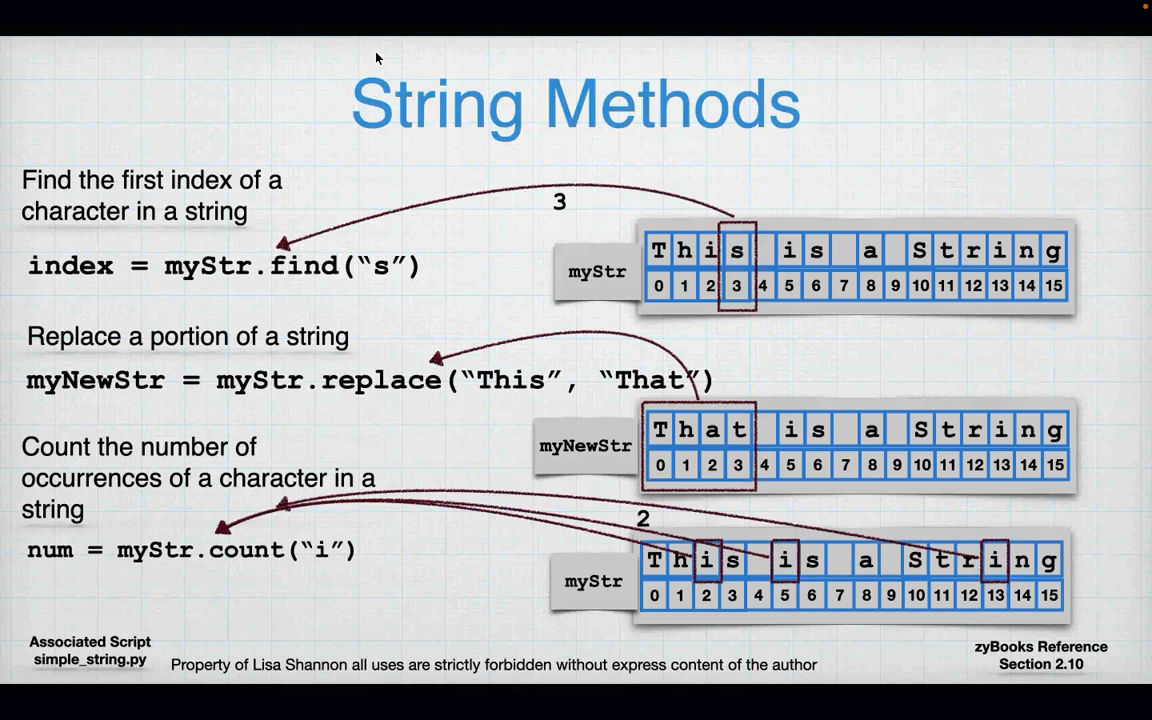 String Methods
Find the first index of a
character in a string
3
index = myStr.find(“s”)
myStr
T h i s i s a S t r i n g
0 1 2 3 4 5 6 7 8 9 10 11 12 13 14 15
Replace a portion of a string
myNewStr = myStr.replace(“This”, “That”)
myNewStr
T h a t i s a S t r i n g
0 1 2 3 4 5 6 7 8 9 10 11 12 13 14 15
Count the number of
occurrences of a character in a
string
2
num = myStr.count(“i”)
myStr
T h i s i s a S t r i n g
0 1 2 3 4 5 6 7 8 9 10 11 12 13 14 15
Associated Script
simple_string.py
Property of Lisa Shannon all uses are strictly forbidden without express content of the author
zyBooks Reference
Section 2.10